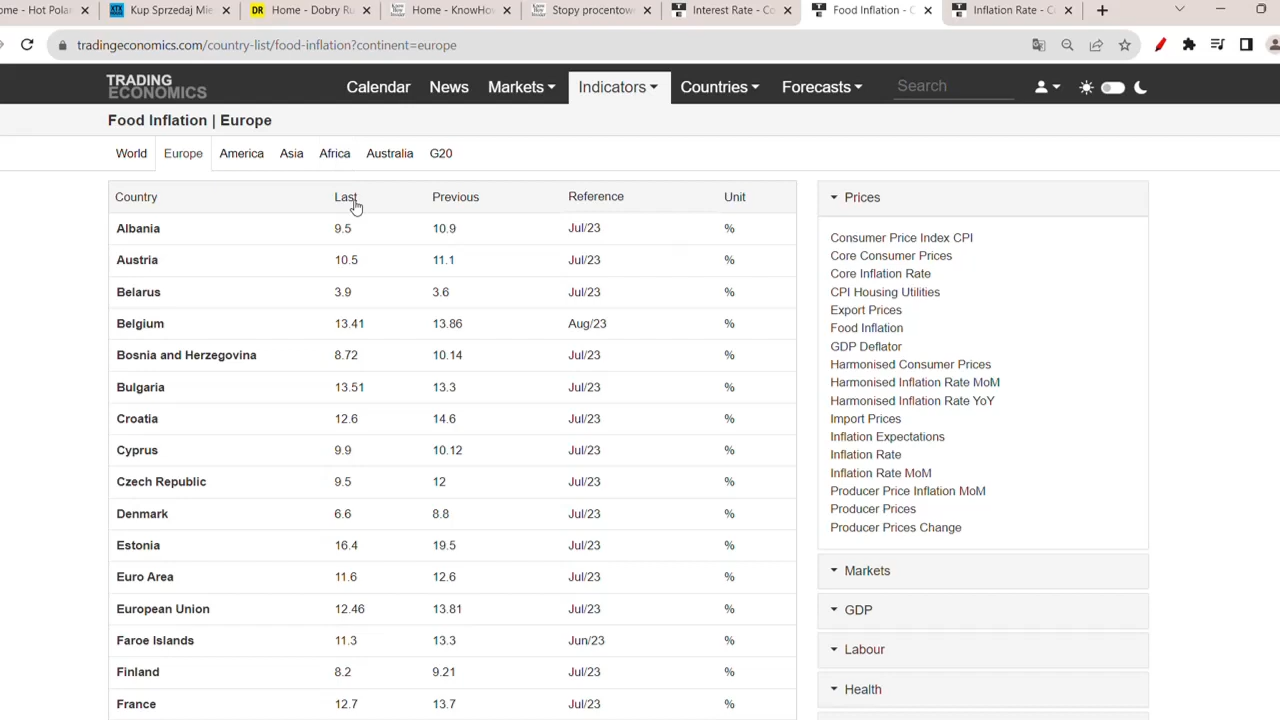 ome - Hot Polan
Kup Sprzedaj Mie
DR Home - Dobry Ru
Home - KnowHow
Stopy procentow
Interest Rate - Co
Food Inflation - C
Inflation Rate - C
tradingeconomics.com/country-list/food-inflation?continent=europe
TRADING
ECONOMICS
Calendar News Markets Indicators Countries Forecasts Search
Food Inflation | Europe
World Europe America Asia Africa Australia G20
Country Last Previous Reference Unit
Albania 9.5 10.9 Jul/23 %
Austria 10.5 11.1 Jul/23 %
Belarus 3.9 3.6 Jul/23 %
Belgium 13.41 13.86 Aug/23 %
Bosnia and Herzegovina 8.72 10.14 Jul/23 %
Bulgaria 13.51 13.3 Jul/23 %
Croatia 12.6 14.6 Jul/23 %
Cyprus 9.9 10.12 Jul/23 %
Czech Republic 9.5 12 Jul/23 %
Denmark 6.6 8.8 Jul/23 %
Estonia 16.4 19.5 Jul/23 %
Euro Area 11.6 12.6 Jul/23 %
European Union 12.46 13.81 Jul/23 %
Faroe Islands 11.3 13.3 Jun/23 %
Finland 8.2 9.21 Jul/23 %
France 12.7 13.7 Jul/23 %
Prices
Consumer Price Index CPI
Core Consumer Prices
Core Inflation Rate
CPI Housing Utilities
Export Prices
Food Inflation
GDP Deflator
Harmonised Consumer Prices
Harmonised Inflation Rate MoM
Harmonised Inflation Rate YoY
Import Prices
Inflation Expectations
Inflation Rate
Inflation Rate MoM
Producer Price Inflation MoM
Producer Prices
Producer Prices Change
Markets
GDP
Labour
Health